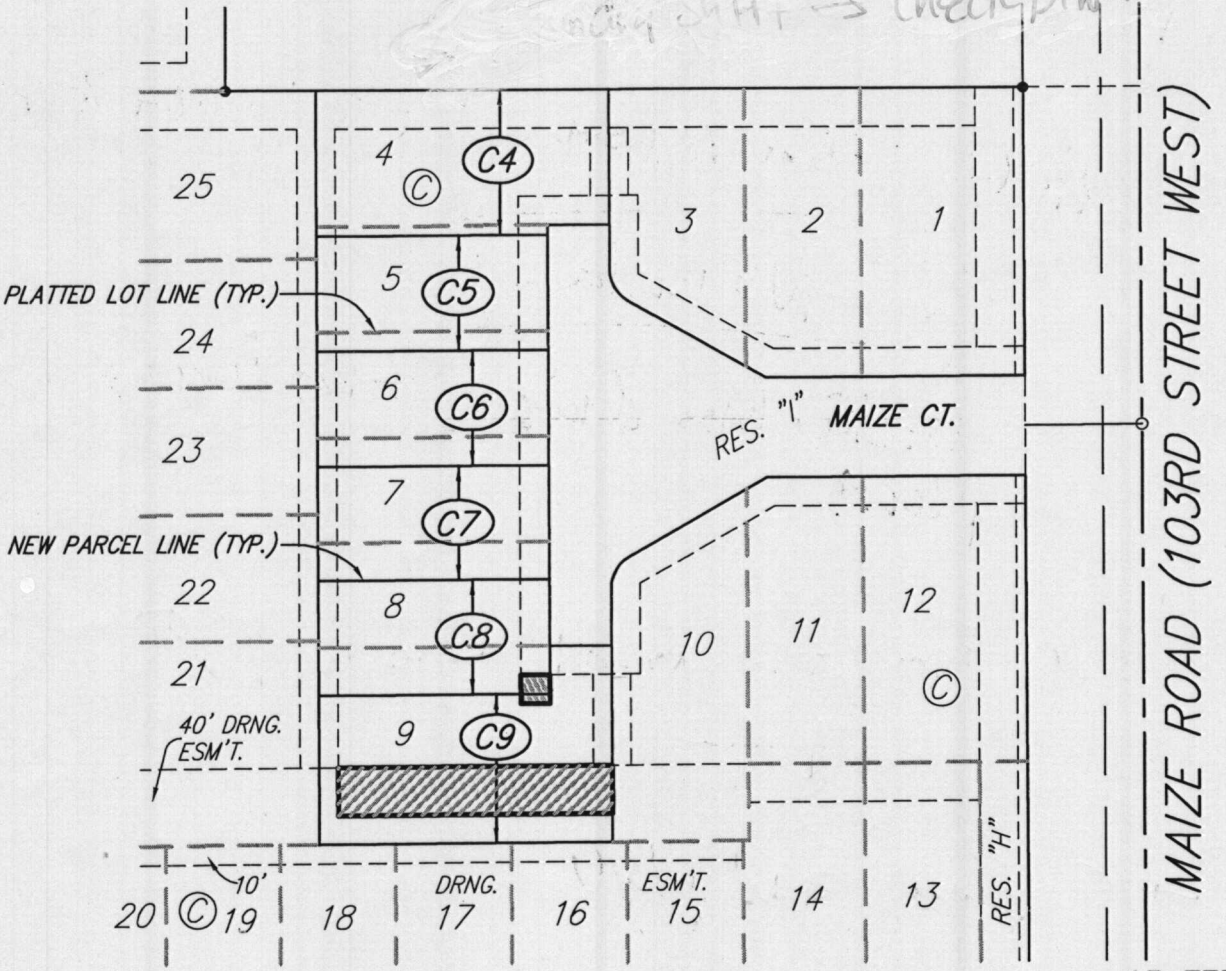 25
4
C
C4
3
2
1
5
C5
PLATTED LOT LINE (TYP.)
24
6
C6
RES. "I"
MAIZE CT.
23
7
C7
NEW PARCEL LINE (TYP.)
22
8
C8
10
11
12
C
21
40' DRNG.
ESM'T.
9
C9
10'
DRNG.
ESM'T.
20
C
19
18
17
16
15
14
13
RES. "H"
MAIZE ROAD (103RD STREET WEST)